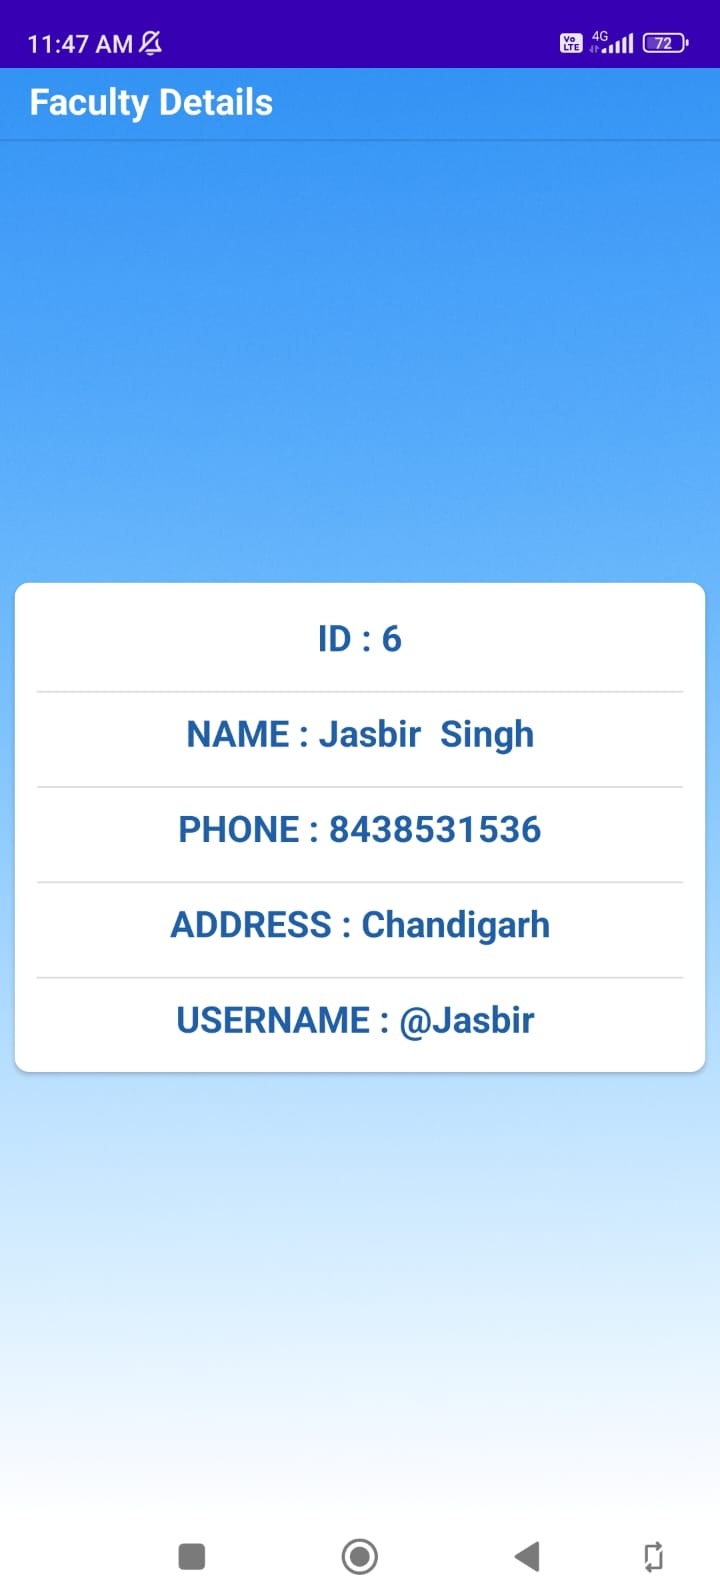 11:47 AM
Vo LTE 4G 72
Faculty Details
ID : 6
NAME : Jasbir  Singh
PHONE : 8438531536
ADDRESS : Chandigarh
USERNAME : @Jasbir